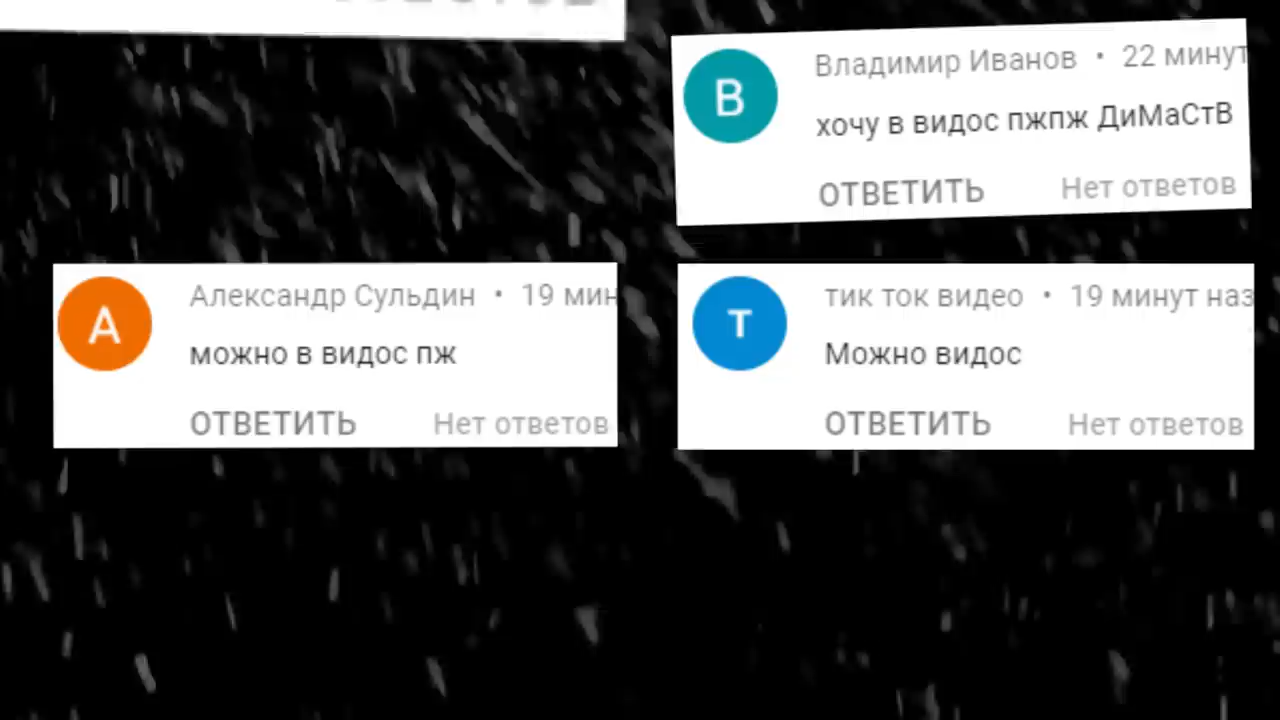 Владимир Иванов • 22 минут
хочу в видос пжпж ДиМаСтВ
ОТВЕТИТЬ Нет ответов
Александр Сульдин • 19 мин
можно в видос пж
ОТВЕТИТЬ Нет ответов
тик ток видео • 19 минут наз
Можно видос
ОТВЕТИТЬ Нет ответов